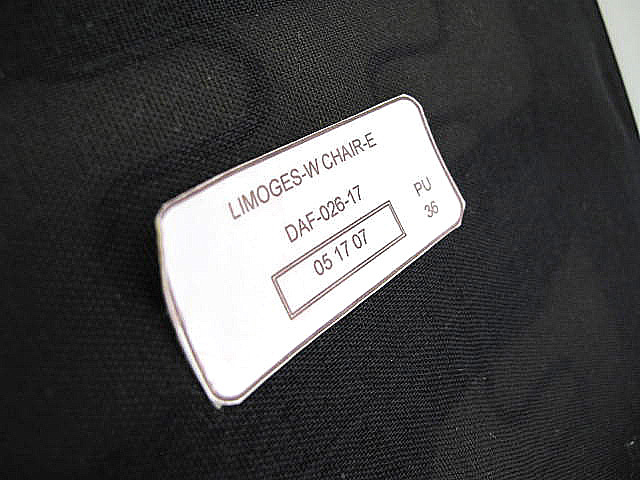 LIMOGES-W CHAIR-E
DAF-026-17
05 17 07
PU
36